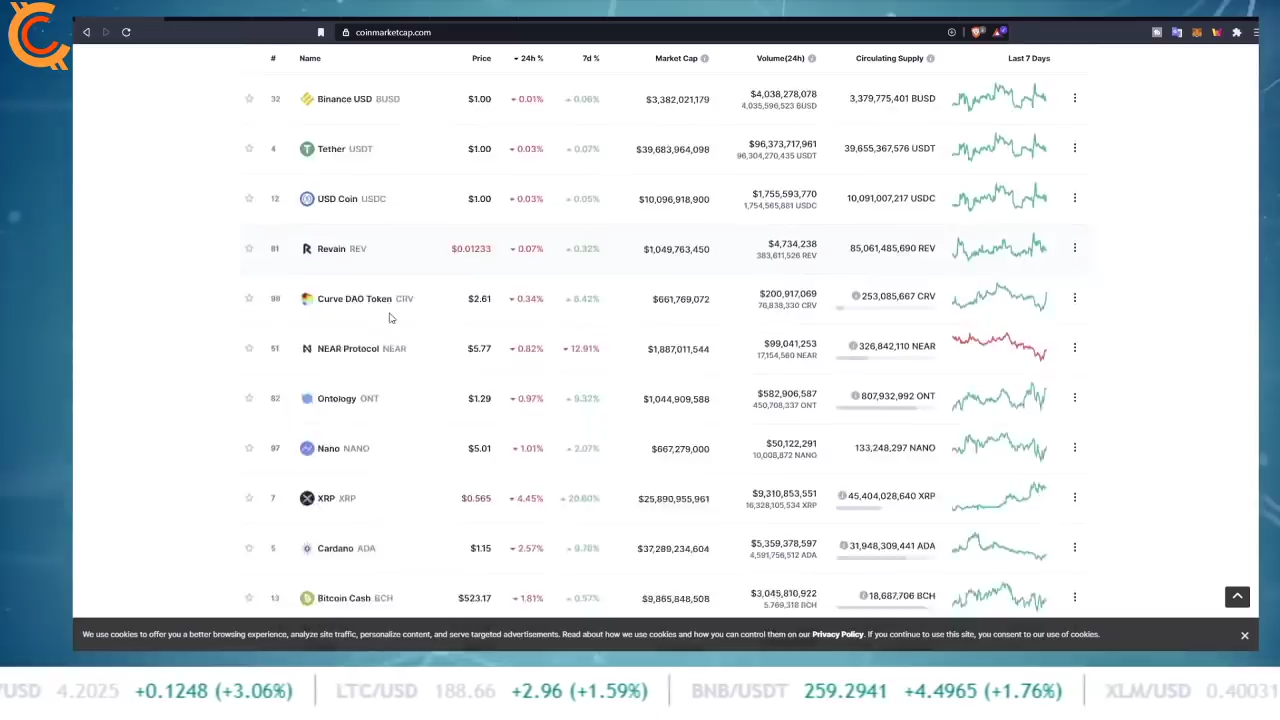 coinmarketcap.com
# Name Price 24h % 7d % Market Cap Volume(24h) Circulating Supply Last 7 Days
32 Binance USD BUSD $1.00 0.01% 0.06% $3,382,021,179 $4,038,278,078 3,379,775,401 BUSD
4,035,596,523 BUSD
4 Tether USDT $1.00 0.03% 0.07% $39,683,964,098 $96,373,717,961 39,655,367,576 USDT
96,304,270,435 USDT
12 USD Coin USDC $1.00 0.03% 0.05% $10,096,918,900 $1,755,593,770 10,091,007,217 USDC
1,754,565,881 USDC
81 Revain REV $0.01233 0.07% 0.32% $1,049,763,450 $4,734,238 85,061,485,690 REV
383,611,526 REV
98 Curve DAO Token CRV $2.61 0.34% 8.42% $661,769,072 $200,917,069 253,085,667 CRV
76,838,330 CRV
51 NEAR Protocol NEAR $5.77 0.82% 12.91% $1,887,011,544 $99,041,253 326,842,110 NEAR
17,154,560 NEAR
82 Ontology ONT $1.29 0.97% 9.32% $1,044,909,588 $582,906,587 807,932,992 ONT
450,708,337 ONT
97 Nano NANO $5.01 1.01% 2.07% $667,279,000 $50,122,291 133,248,297 NANO
10,008,872 NANO
7 XRP XRP $0.565 4.45% 20.60% $25,890,955,961 $9,310,853,551 45,404,028,640 XRP
16,328,105,534 XRP
5 Cardano ADA $1.15 2.57% 9.78% $37,289,234,604 $5,359,378,597 31,948,309,441 ADA
4,591,756,512 ADA
13 Bitcoin Cash BCH $523.17 1.81% 0.57% $9,865,848,508 $3,045,810,922 18,687,706 BCH
5,769,318 BCH
We use cookies to offer you a better browsing experience, analyze site traffic, personalize content, and serve targeted advertisements. Read about how we use cookies and how you can control them on our Privacy Policy. If you continue to use this site, you consent to our use of cookies.
/USD 4.2025 +0.1248 (+3.06%) LTC/USD 188.66 +2.96 (+1.59%) BNB/USDT 259.2941 +4.4965 (+1.76%) XLM/USD 0.40031